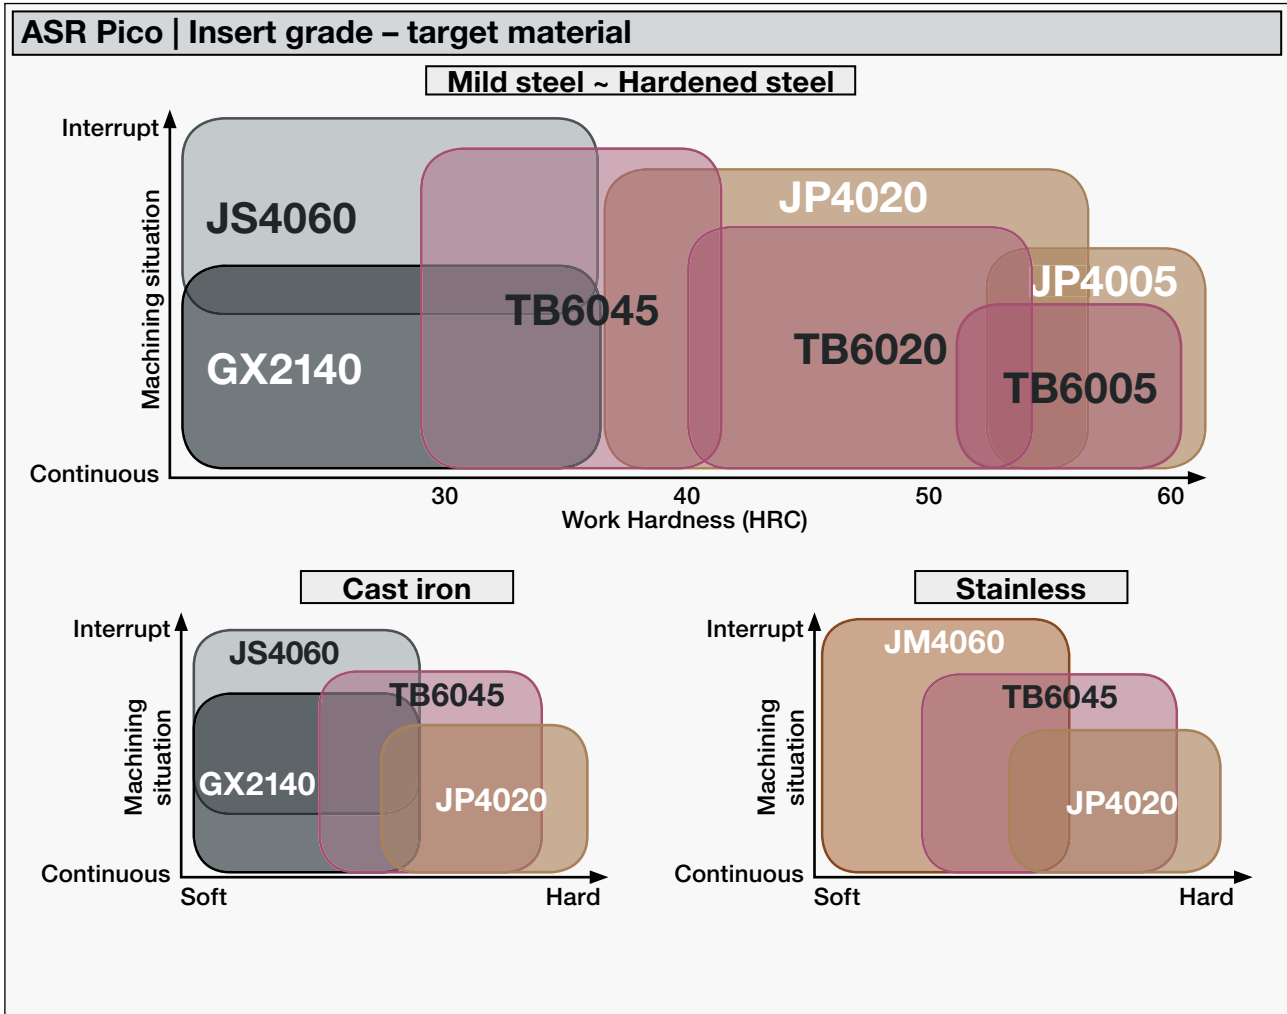 ASR Pico | Insert grade – target material
Mild steel ~ Hardened steel
Interrupt
Machining situation
Continuous
JS4060
GX2140
TB6045
JP4020
TB6020
JP4005
TB6005
30 40 50 60
Work Hardness (HRC)
Cast iron
Interrupt
Machining
situation
Continuous
JS4060
TB6045
GX2140
JP4020
Soft Hard
Stainless
Interrupt
Machining
situation
Continuous
JM4060
TB6045
JP4020
Soft Hard